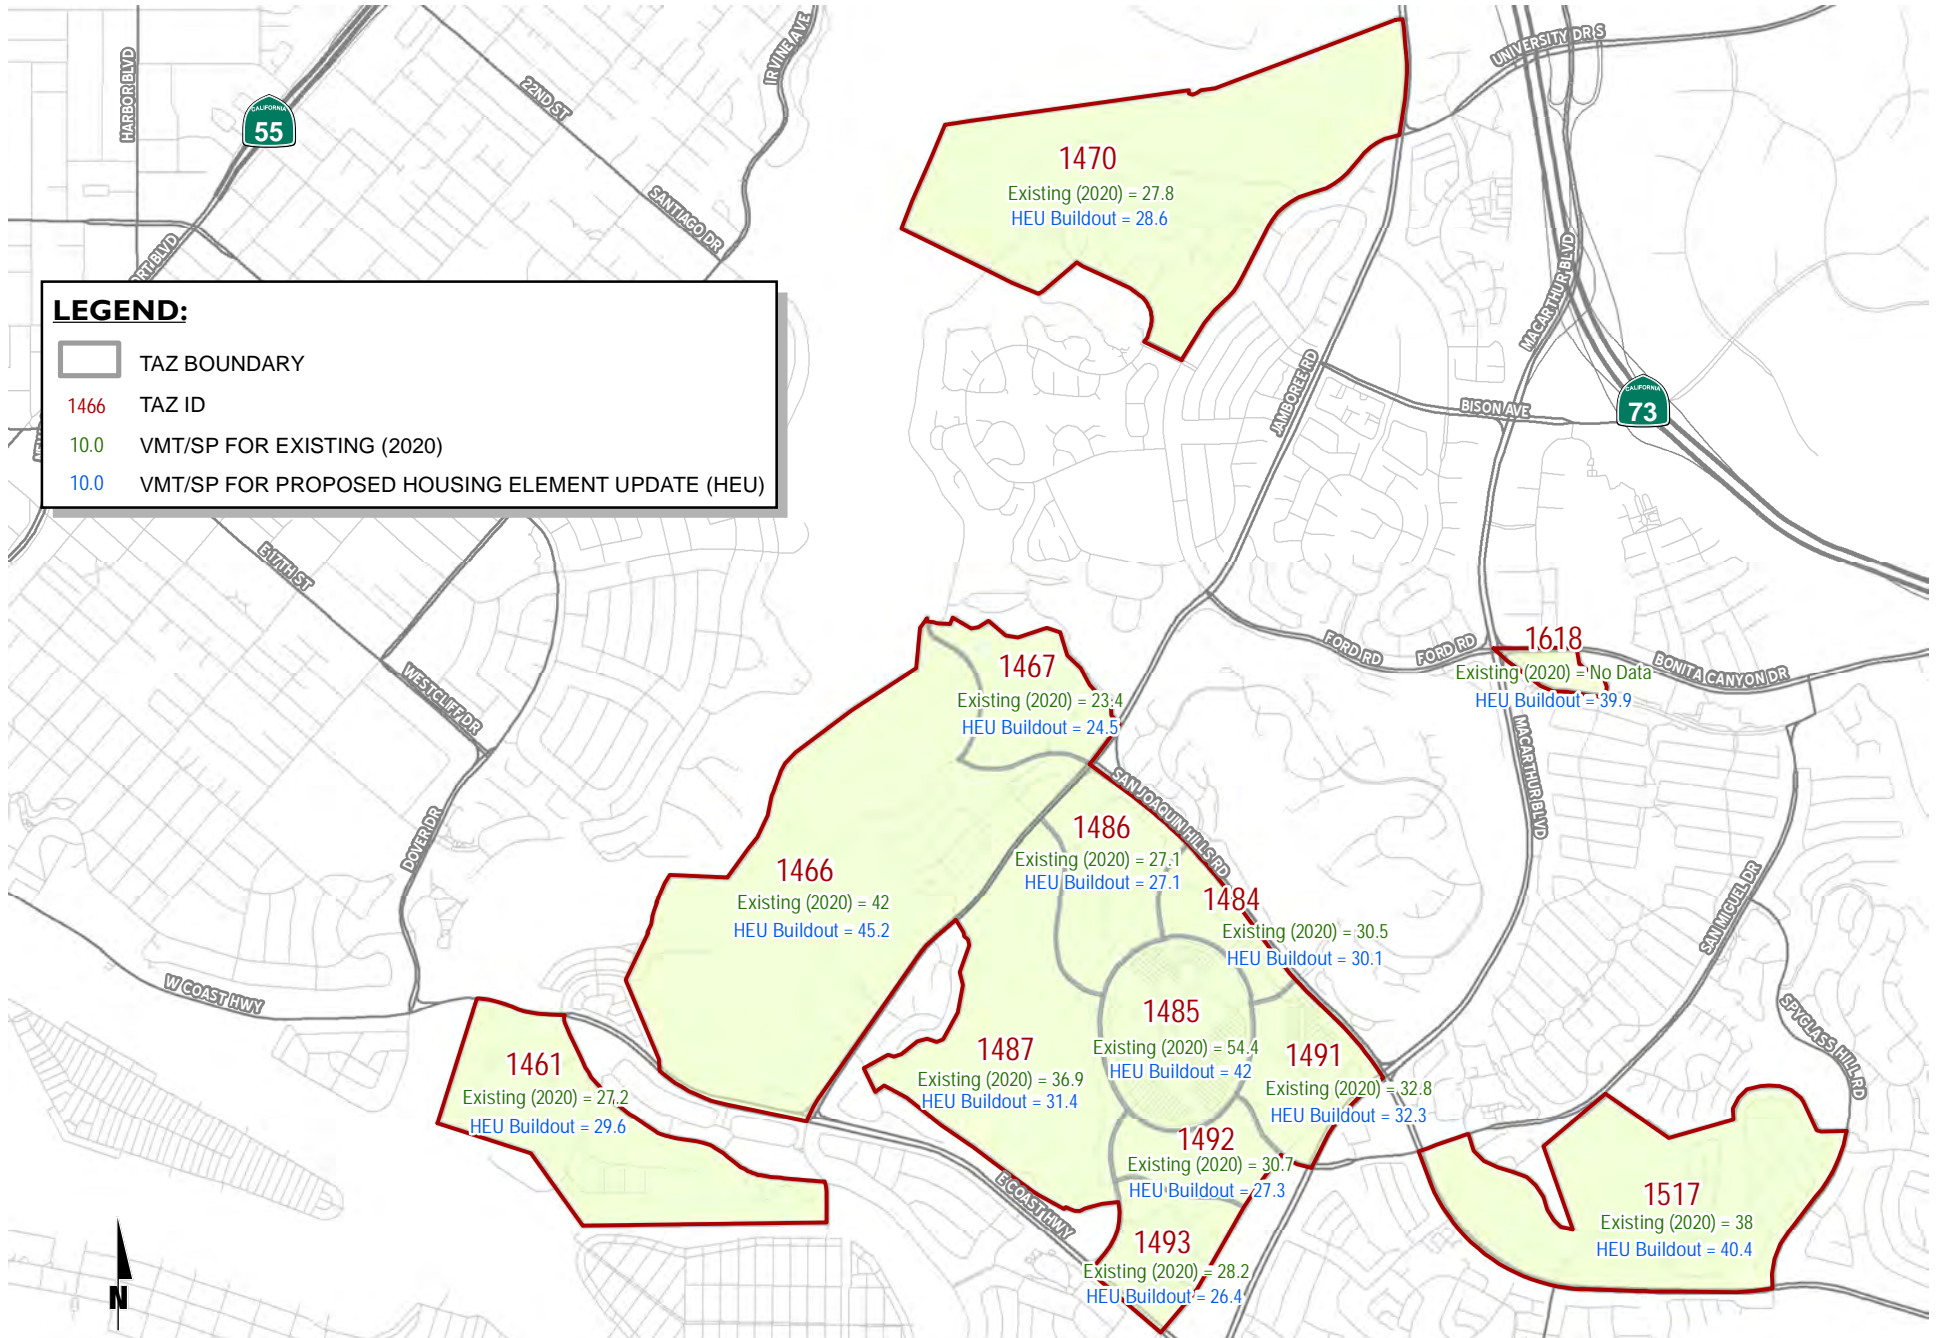 HARBOR BLVD
CALIFORNIA
55
22ND ST
IRVINE AVE
SANTIAGO DR
UNIVERSITY DR S
1470
Existing (2020) = 27.8
HEU Buildout = 28.6
MACARTHUR BLVD
JAMBOREE RD
BISON AVE
CALIFORNIA
73
LEGEND:
TAZ BOUNDARY
1466 TAZ ID
10.0 VMT/SP FOR EXISTING (2020)
10.0 VMT/SP FOR PROPOSED HOUSING ELEMENT UPDATE (HEU)
E 17TH ST
WESTCLIFF DR
DOVER DR
W COAST HWY
FORD RD
FORD RD
1618
Existing (2020) = No Data
HEU Buildout = 39.9
BONITA CANYON DR
MACARTHUR BLVD
1467
Existing (2020) = 23.4
HEU Buildout = 24.5
SAN JOAQUIN HILLS RD
1486
Existing (2020) = 27.1
HEU Buildout = 27.1
1466
Existing (2020) = 42
HEU Buildout = 45.2
1484
Existing (2020) = 30.5
HEU Buildout = 30.1
SAN MIGUEL DR
SPYGLASS HILL RD
1485
Existing (2020) = 54.4
HEU Buildout = 42
1461
Existing (2020) = 27.2
HEU Buildout = 29.6
1487
Existing (2020) = 36.9
HEU Buildout = 31.4
1491
Existing (2020) = 32.8
HEU Buildout = 32.3
1492
Existing (2020) = 30.7
HEU Buildout = 27.3
E COAST HWY
1493
Existing (2020) = 28.2
HEU Buildout = 26.4
1517
Existing (2020) = 38
HEU Buildout = 40.4
N